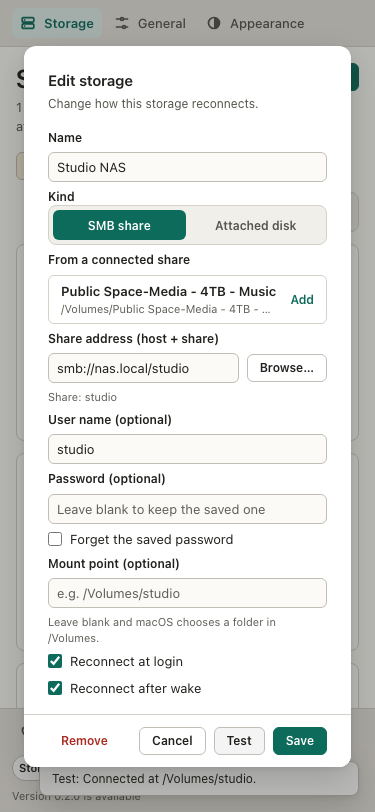 Storage
General
Appearance
Edit storage
Change how this storage reconnects.
Name
Studio NAS
Kind
SMB share
Attached disk
From a connected share
Public Space-Media - 4TB - Music
/Volumes/Public Space-Media - 4TB - ...
Add
Share address (host + share)
smb://nas.local/studio
Browse...
Share: studio
User name (optional)
studio
Password (optional)
Leave blank to keep the saved one
Forget the saved password
Mount point (optional)
e.g. /Volumes/studio
Leave blank and macOS chooses a folder in
/Volumes.
Reconnect at login
Reconnect after wake
Remove
Cancel
Test
Save
Test: Connected at /Volumes/studio.
Version 0.2.0 is available